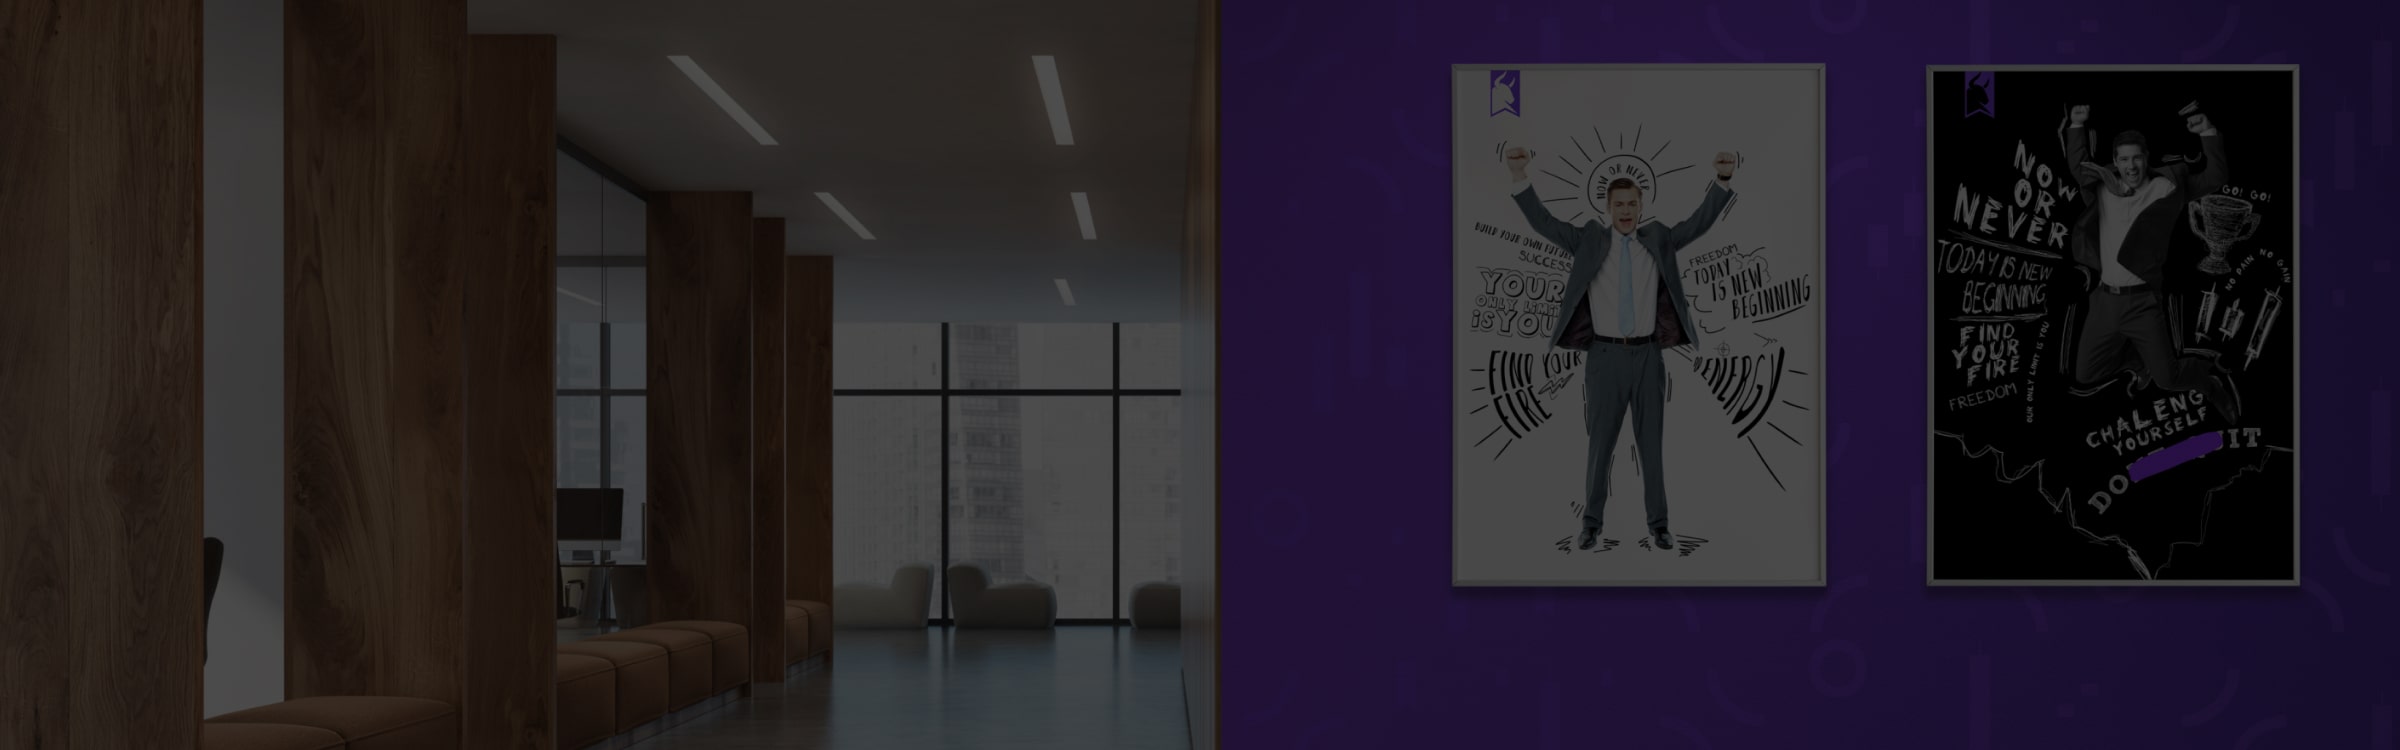 NOW OR NEVER
BUILD YOUR OWN FUTURE
SUCCESS
YOUR
ONLY LIMIT
iS YOU
FIND YOUR
FIRE
FREEDOM
TODAY
IS NEW
BEGINNING
ENERGY
NOW
OR
NEVER
TODAY IS NEW
BEGINNING
FIND
YOUR
FIRE
FREEDOM
OUR ONLY LIMIT IS YOU
GO! GO!
NO PAIN NO GAIN
CHALENG
YOURSELF
DO
IT